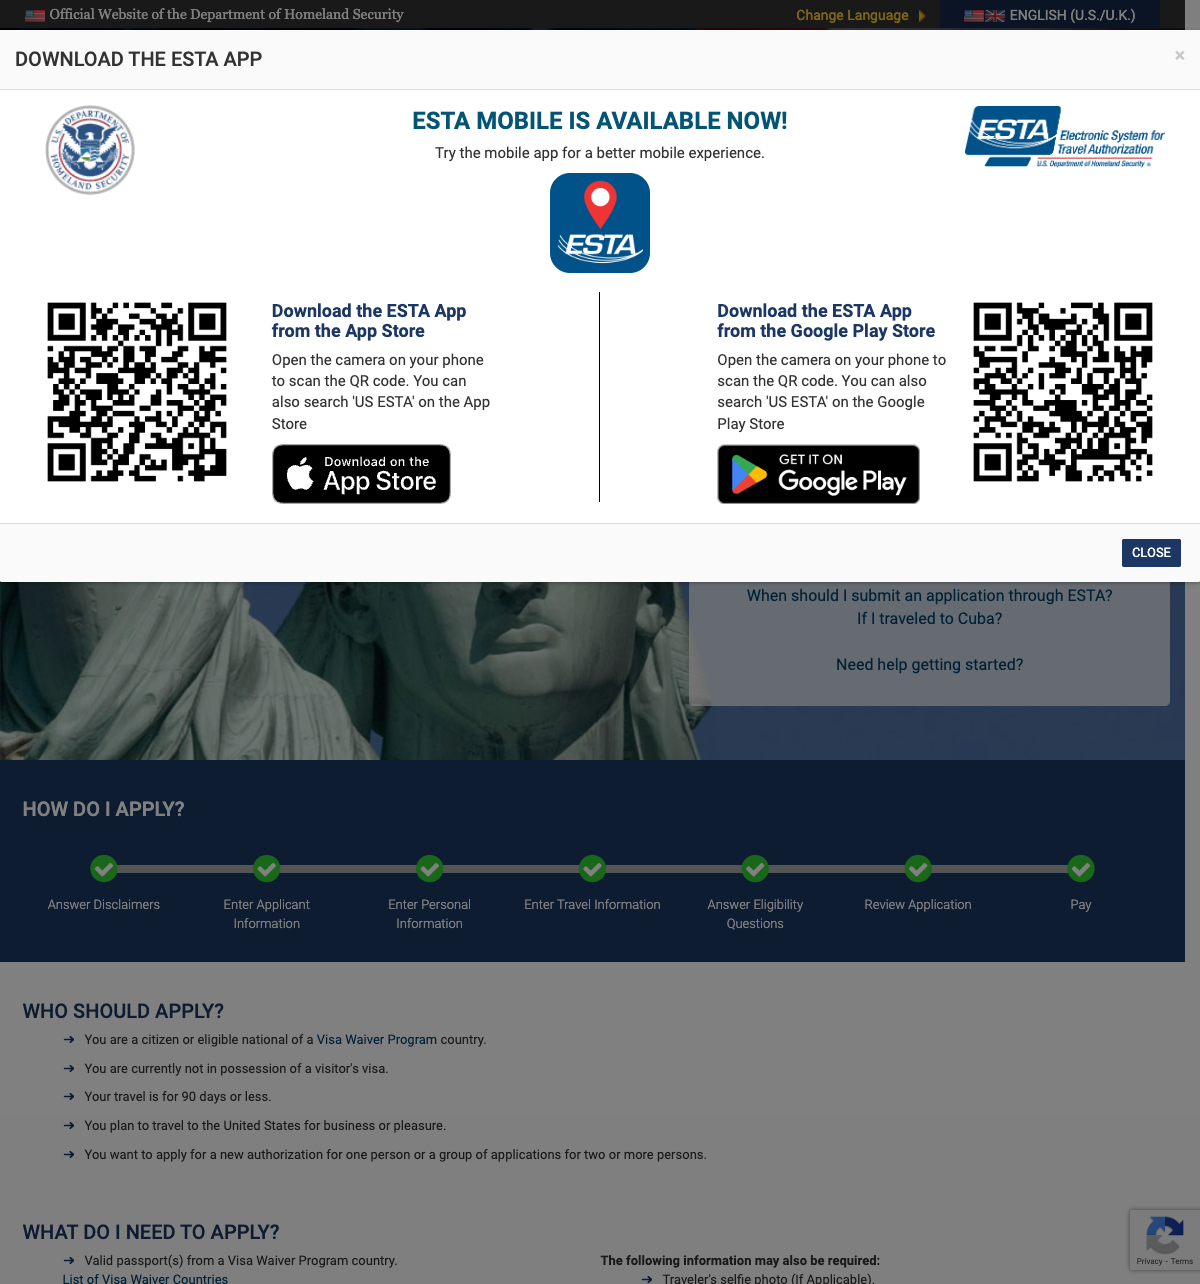 Official Website of the Department of Homeland Security
Change Language
ENGLISH (U.S./U.K.)
DOWNLOAD THE ESTA APP
×
U.S. DEPARTMENT OF HOMELAND SECURITY
ESTA MOBILE IS AVAILABLE NOW!
Try the mobile app for a better mobile experience.
ESTA
Electronic System for
Travel Authorization
U.S. Department of Homeland Security
ESTA
Download the ESTA App
from the App Store
Open the camera on your phone
to scan the QR code. You can
also search 'US ESTA' on the App
Store
Download on the
App Store
Download the ESTA App
from the Google Play Store
Open the camera on your phone to
scan the QR code. You can also
search 'US ESTA' on the Google
Play Store
GET IT ON
Google Play
CLOSE
When should I submit an application through ESTA?
If I traveled to Cuba?
Need help getting started?
HOW DO I APPLY?
Answer Disclaimers
Enter Applicant
Information
Enter Personal
Information
Enter Travel Information
Answer Eligibility
Questions
Review Application
Pay
WHO SHOULD APPLY?
You are a citizen or eligible national of a Visa Waiver Program country.
You are currently not in possession of a visitor's visa.
Your travel is for 90 days or less.
You plan to travel to the United States for business or pleasure.
You want to apply for a new authorization for one person or a group of applications for two or more persons.
WHAT DO I NEED TO APPLY?
Valid passport(s) from a Visa Waiver Program country.
List of Visa Waiver Countries
The following information may also be required:
Traveler's selfie photo (If Applicable).
Privacy - Terms